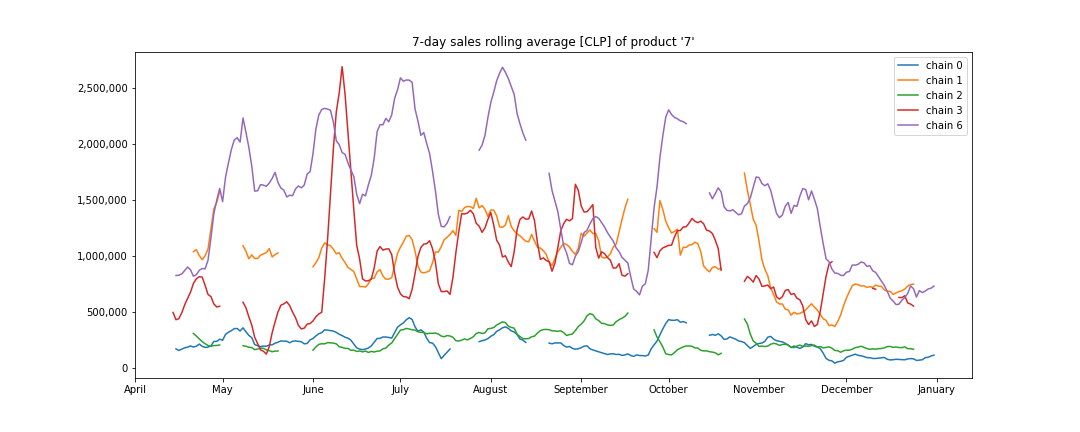 7-day sales rolling average [CLP] of product '7'
chain 0
chain 1
chain 2
chain 3
chain 6
2,500,000
2,000,000
1,500,000
1,000,000
500,000
0
April May June July August September October November December January